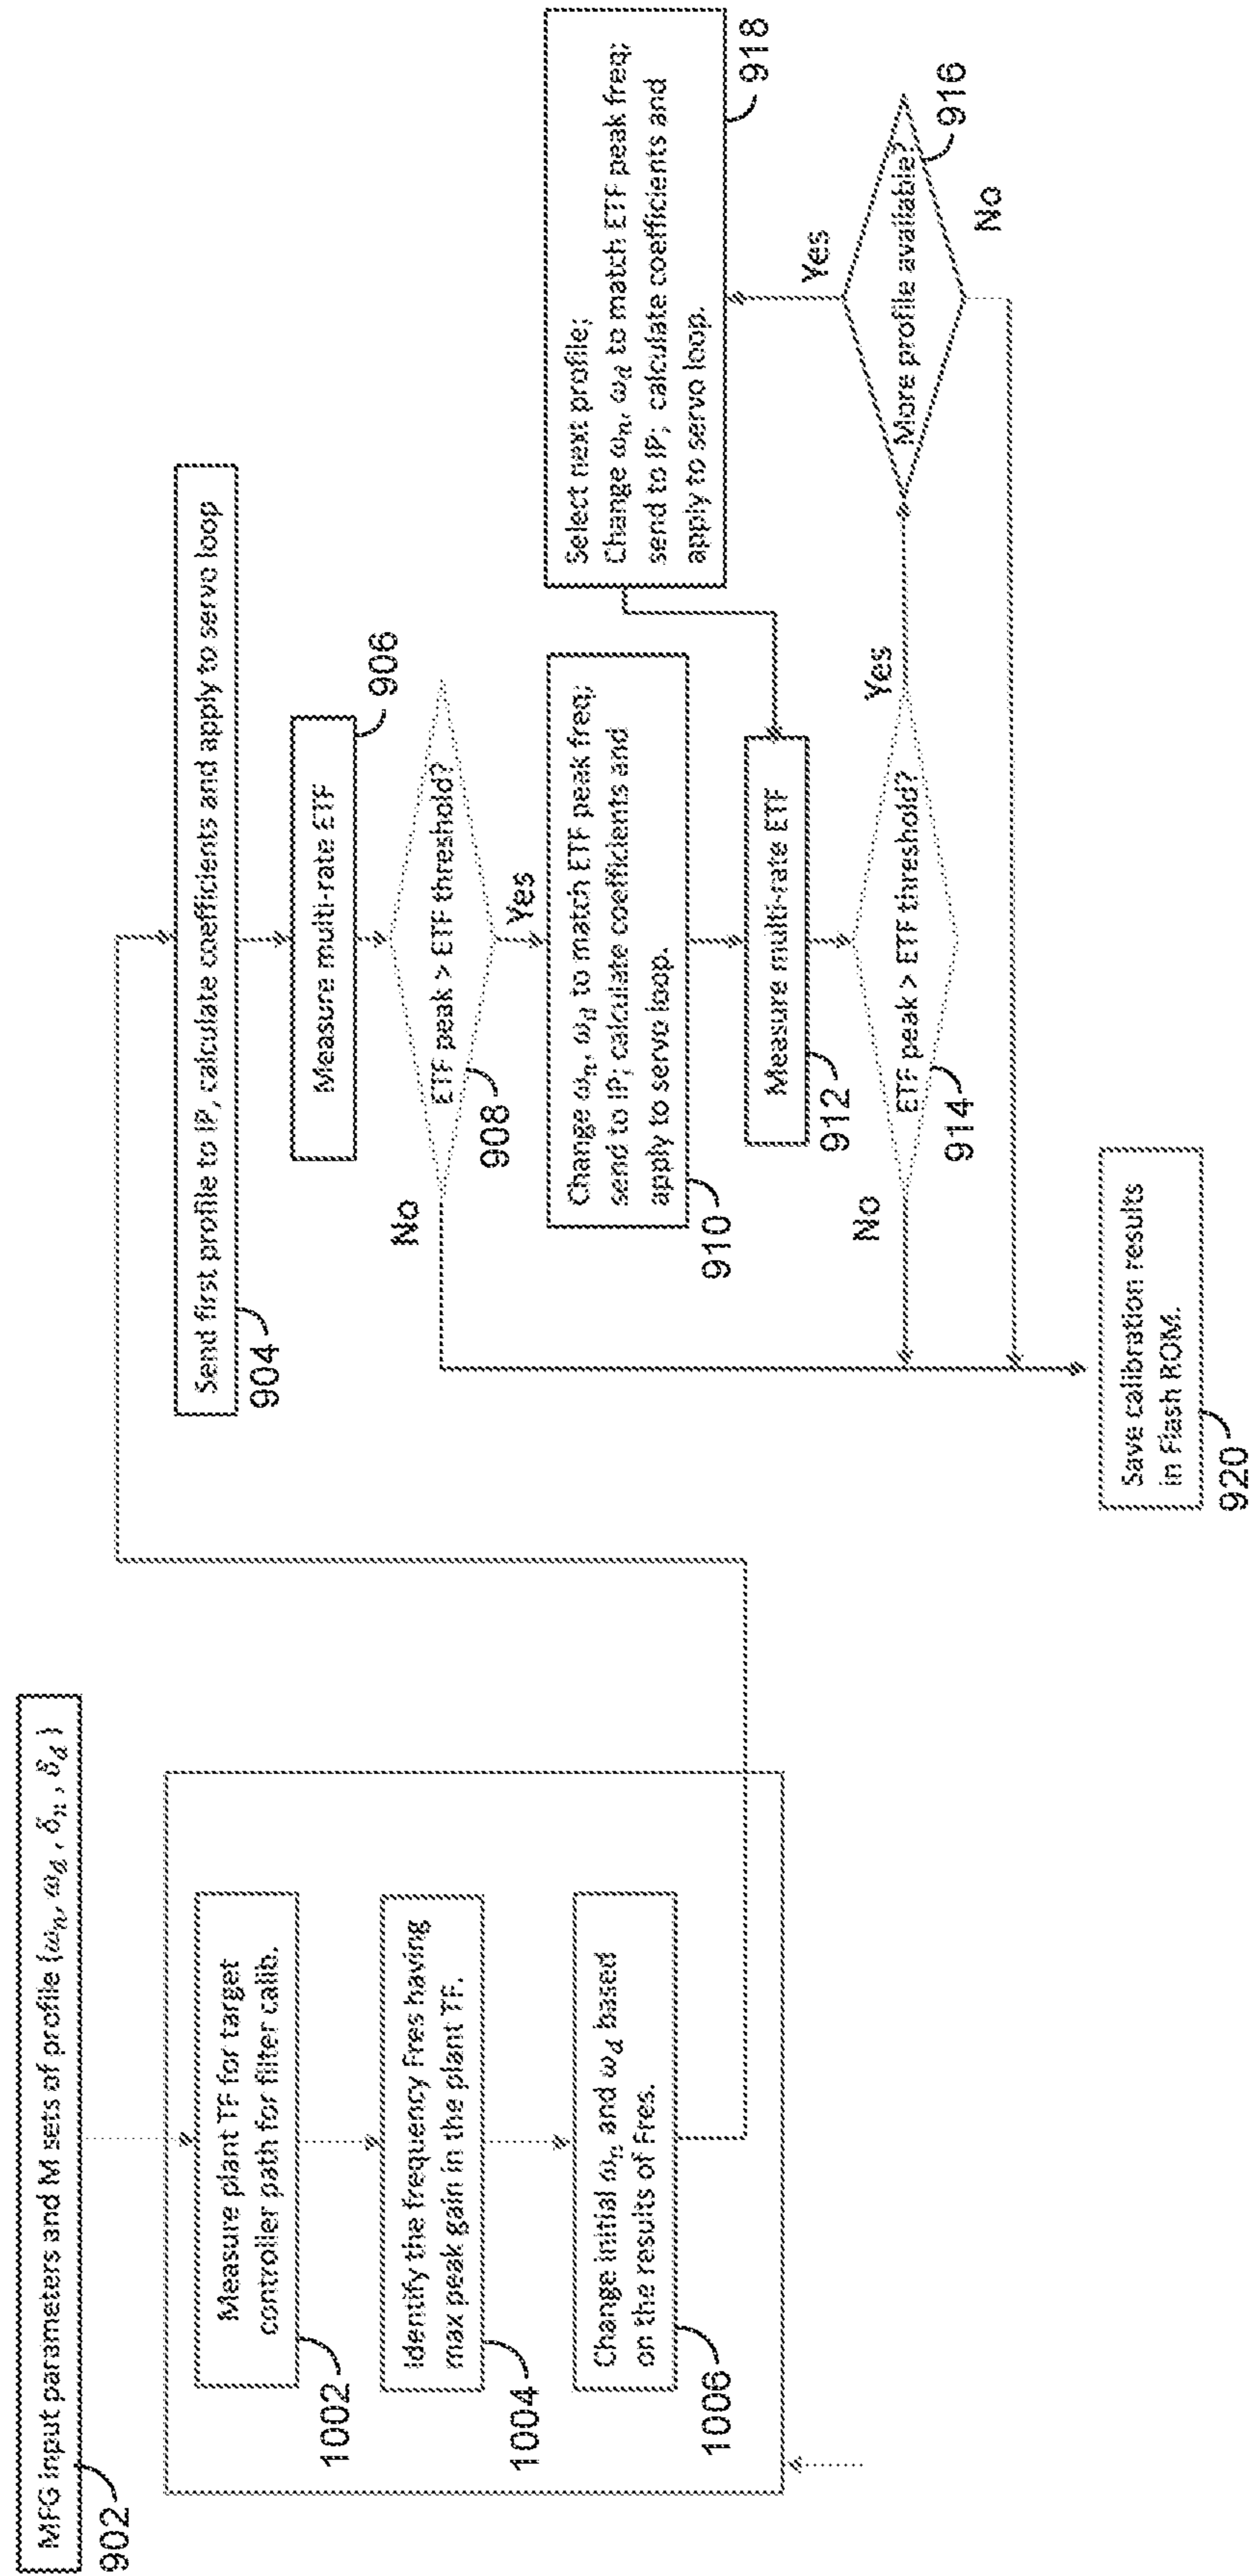 MFG input parameters and M sets of profile {ωn, ωd, δn, δd}
902
Measure plant TF for target
controller path for filter calib.
1002
Identify the frequency Fres having
max peak gain in the plant TF.
1004
Change initial ωn and ωd based
on the results of Fres.
1006
Send first profile to IP, calculate coefficients and apply to servo loop
904
Measure multi-rate ETF
906
ETF peak > ETF threshold?
908
No
Yes
Change ωn, ωd to match ETF peak freq;
send to IP; calculate coefficients and
apply to servo loop.
910
Measure multi-rate ETF
912
ETF peak > ETF threshold?
914
No
Yes
More profile available?
916
Yes
No
Select next profile;
Change ωn, ωd to match ETF peak freq;
send to IP; calculate coefficients and
apply to servo loop.
918
Save calibration results
in Flash ROM.
920